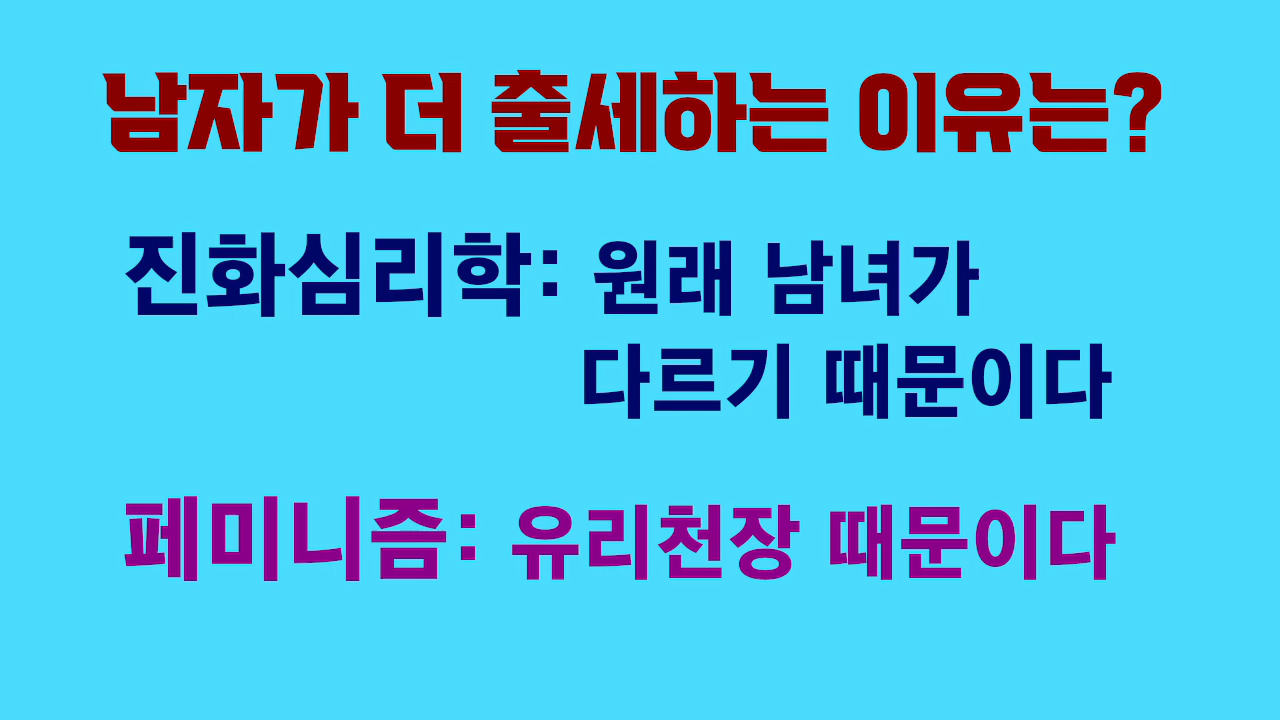 남자가 더 출세하는 이유는?
진화심리학: 원래 남녀가
다르기 때문이다
페미니즘: 유리천장 때문이다